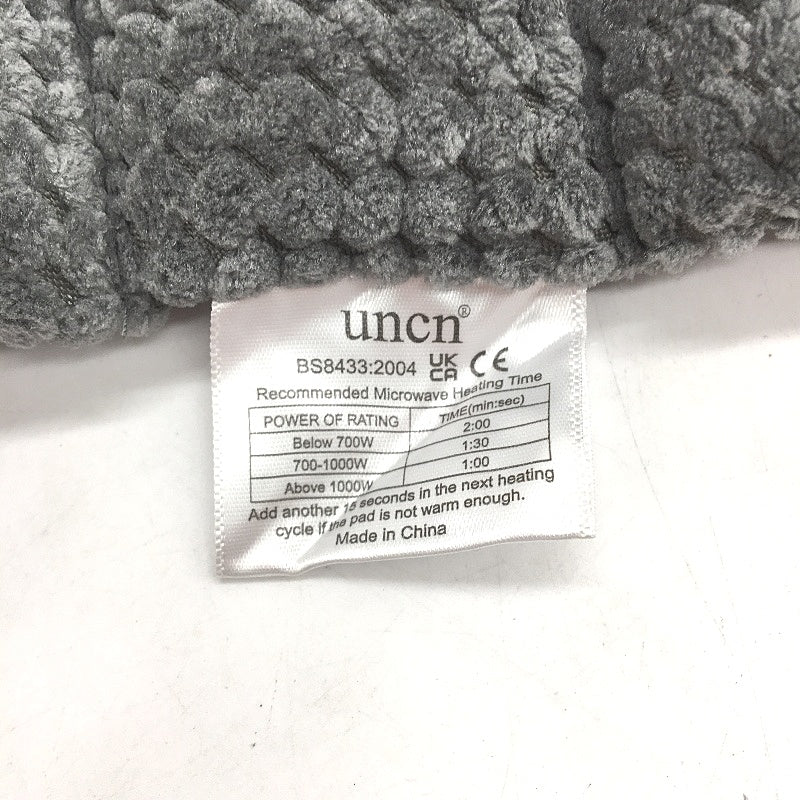 uncn®
BS8433:2004 UK CA CE
Recommended Microwave Heating Time
POWER OF RATING TIME(min:sec)
Below 700W 2:00
700-1000W 1:30
Above 1000W 1:00
Add another 15 seconds in the next heating
cycle if the pad is not warm enough.
Made in China